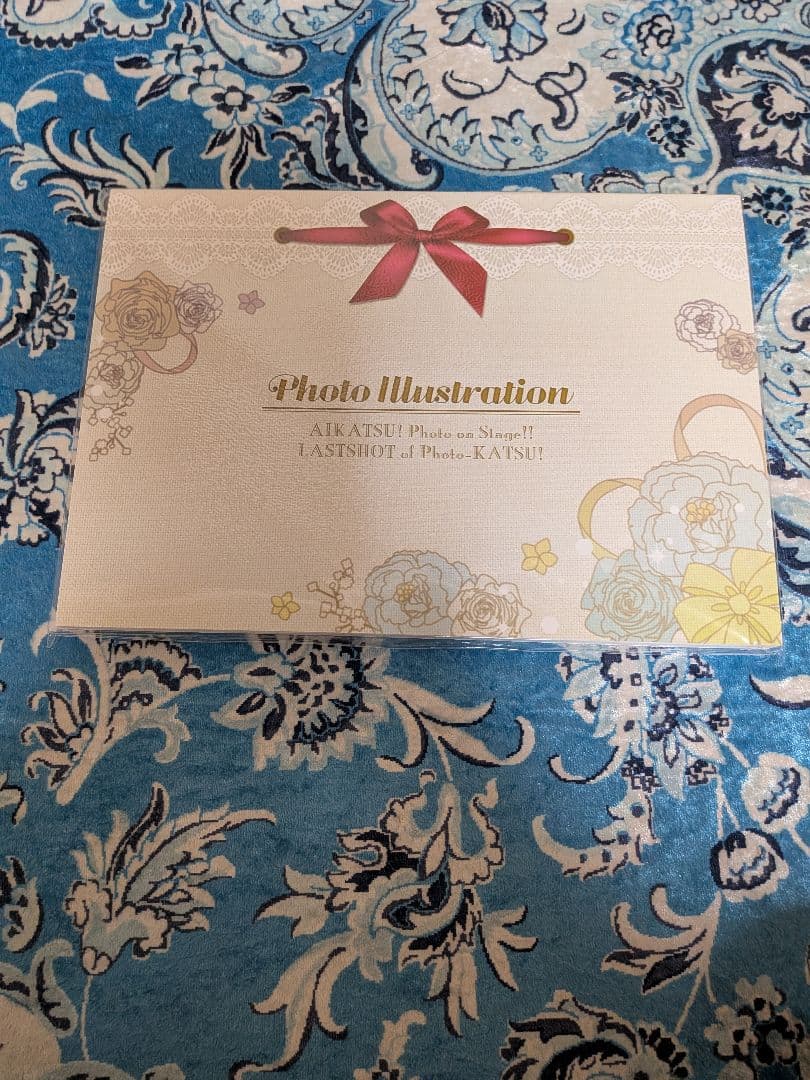 Photo Illustration
AIKATSU! Photo on Stage!!
LASTSHOT of Photo-KATSU!